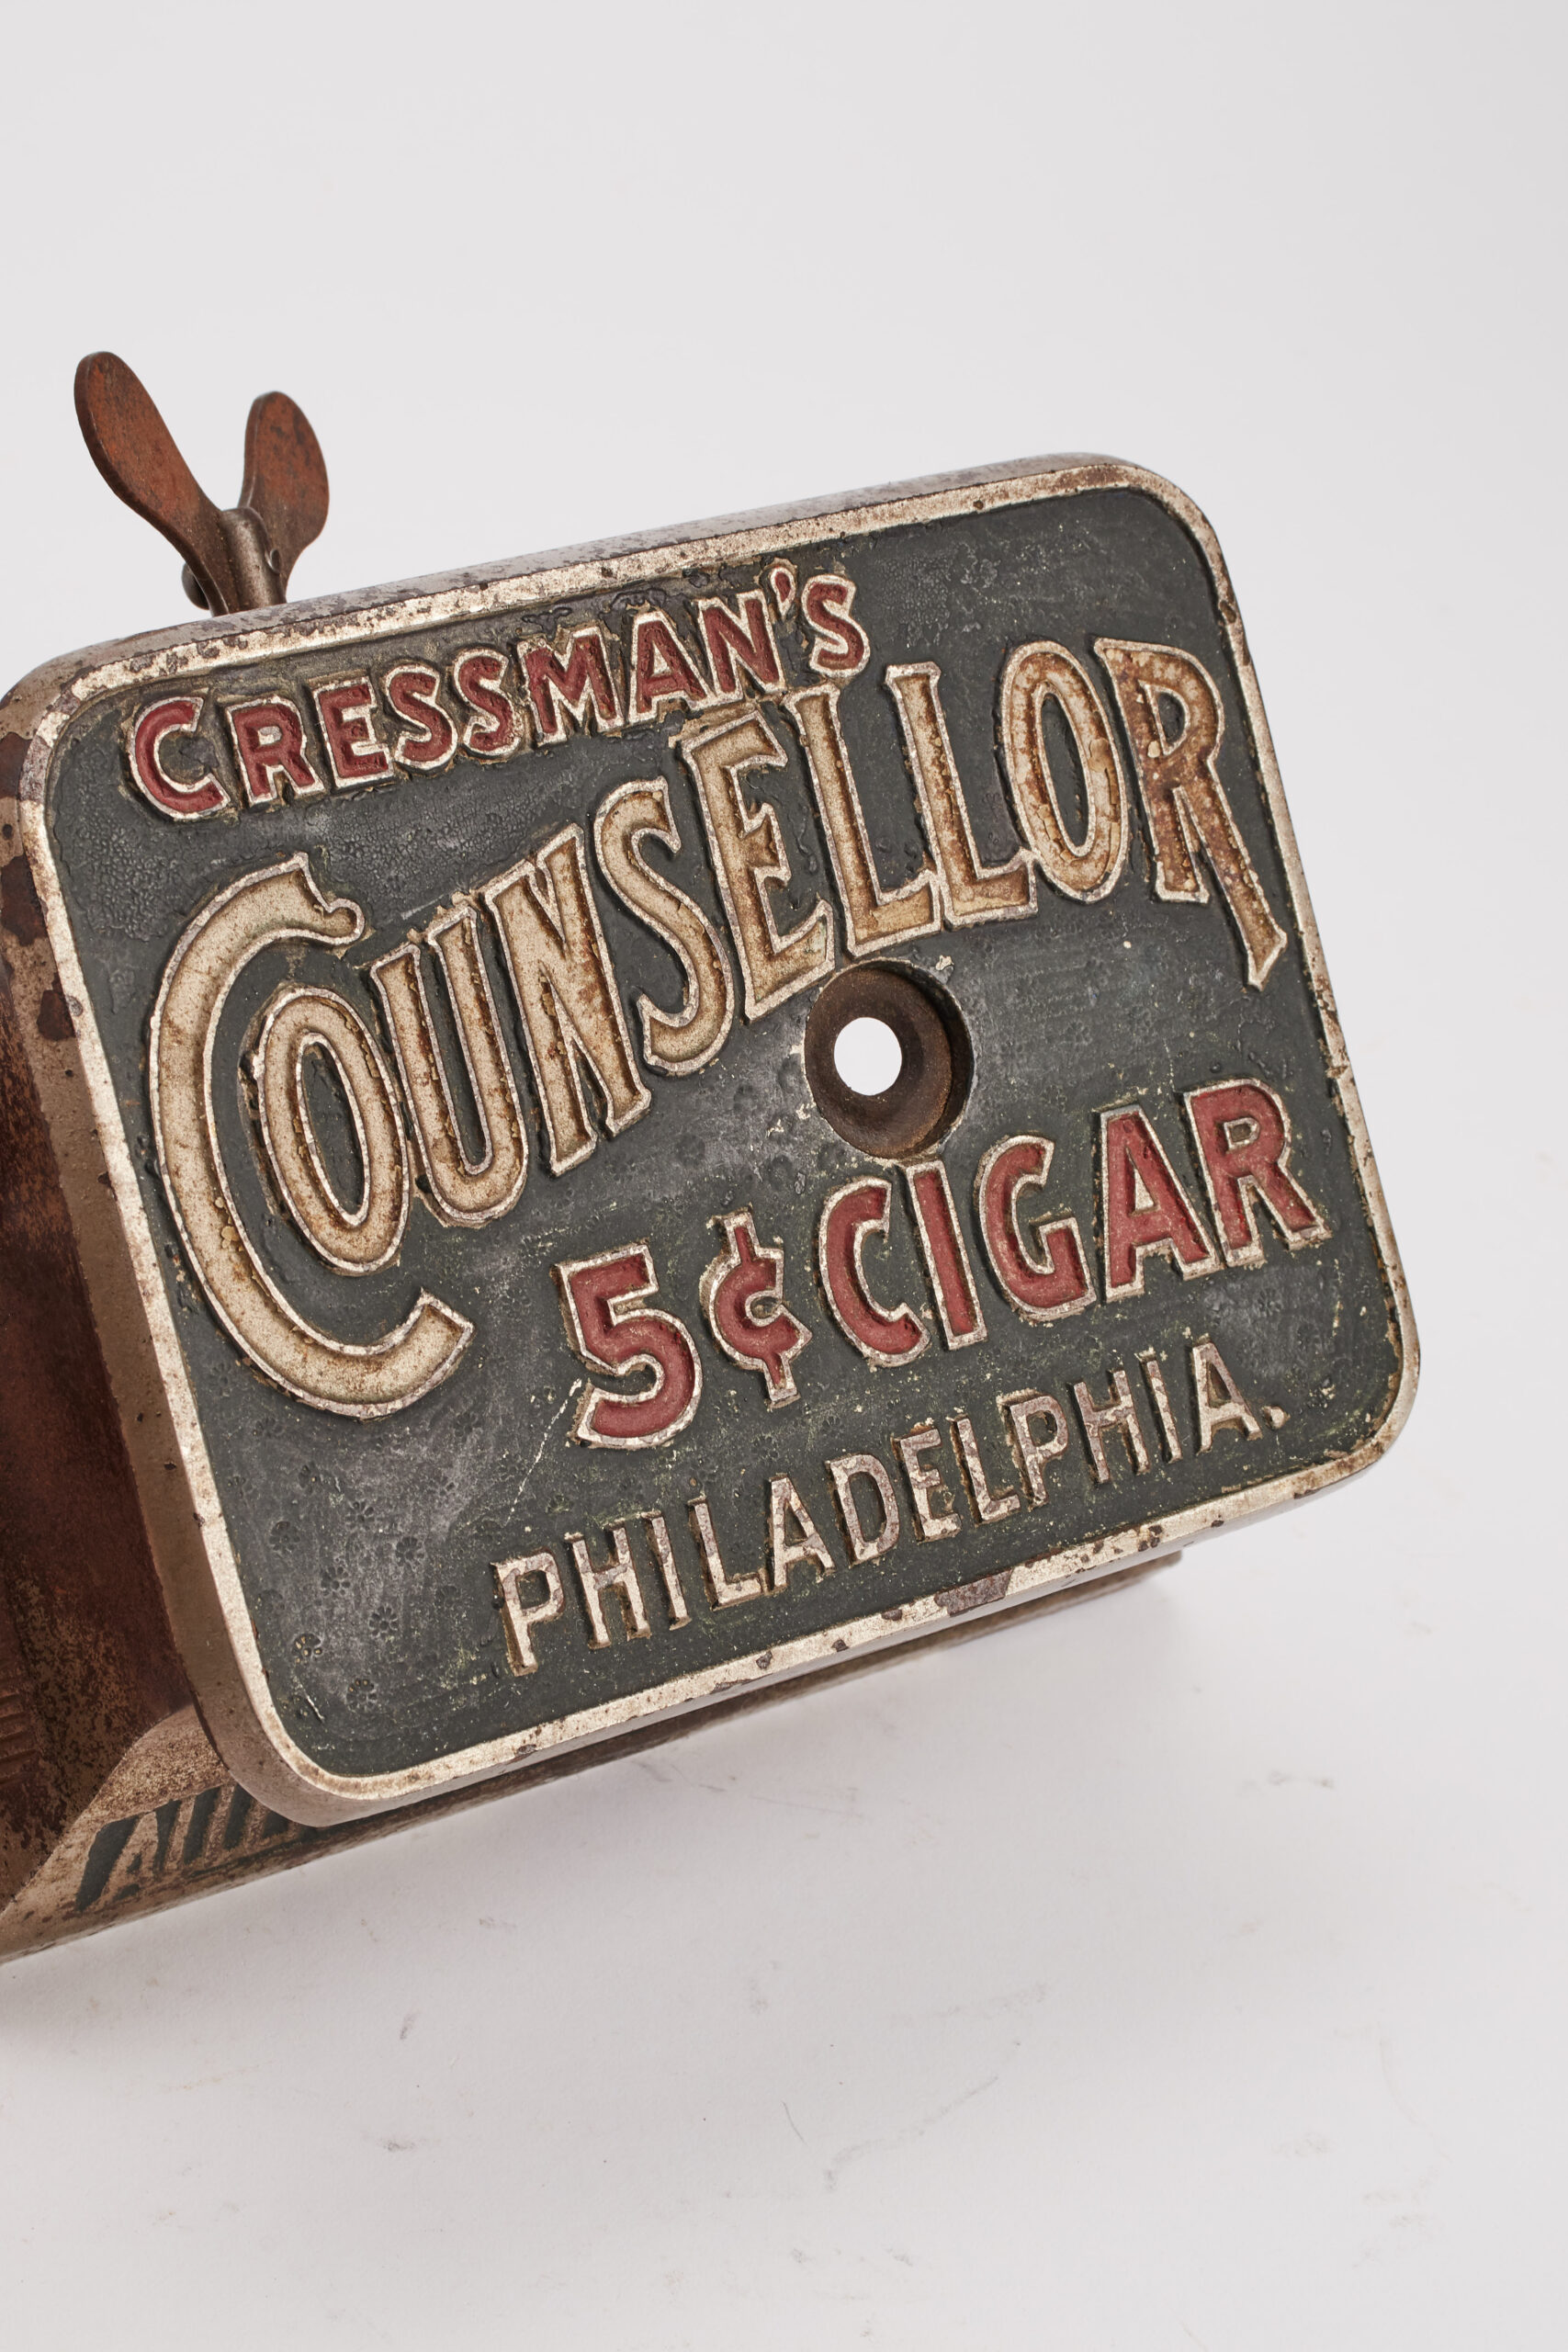 CRESSMAN'S
COUNSELLOR
5¢ CIGAR
PHILADELPHIA.